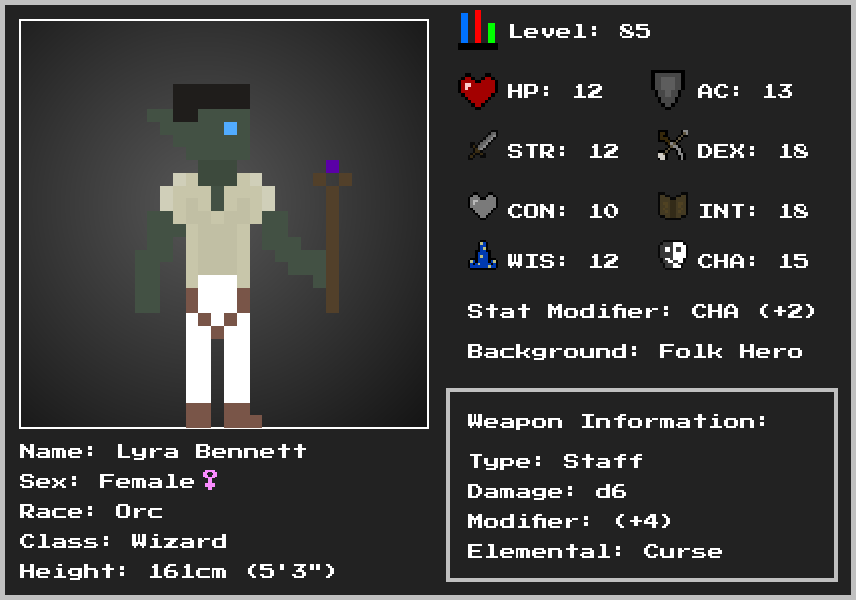 Level: 85
HP: 12 AC: 13
STR: 12 DEX: 18
CON: 10 INT: 18
WIS: 12 CHA: 15
Stat Modifier: CHA (+2)
Background: Folk Hero
Weapon Information:
Type: Staff
Damage: d6
Modifier: (+4)
Elemental: Curse
Name: Lyra Bennett
Sex: Female♀
Race: Orc
Class: Wizard
Height: 161cm (5'3")